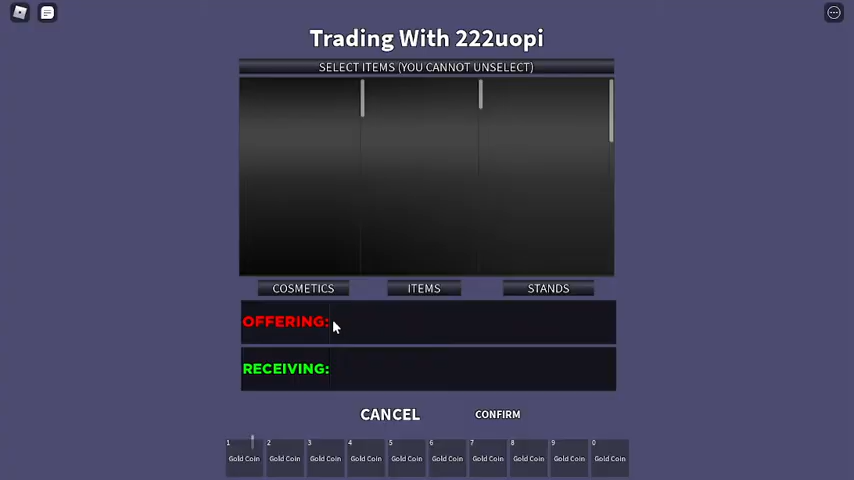 Trading With 222uopi
SELECT ITEMS (YOU CANNOT UNSELECT)
COSMETICS ITEMS STANDS
OFFERING:
RECEIVING:
CANCEL CONFIRM
1 2 3 4 5 6 7 8 9 0
Gold Coin Gold Coin Gold Coin Gold Coin Gold Coin Gold Coin Gold Coin Gold Coin Gold Coin Gold Coin